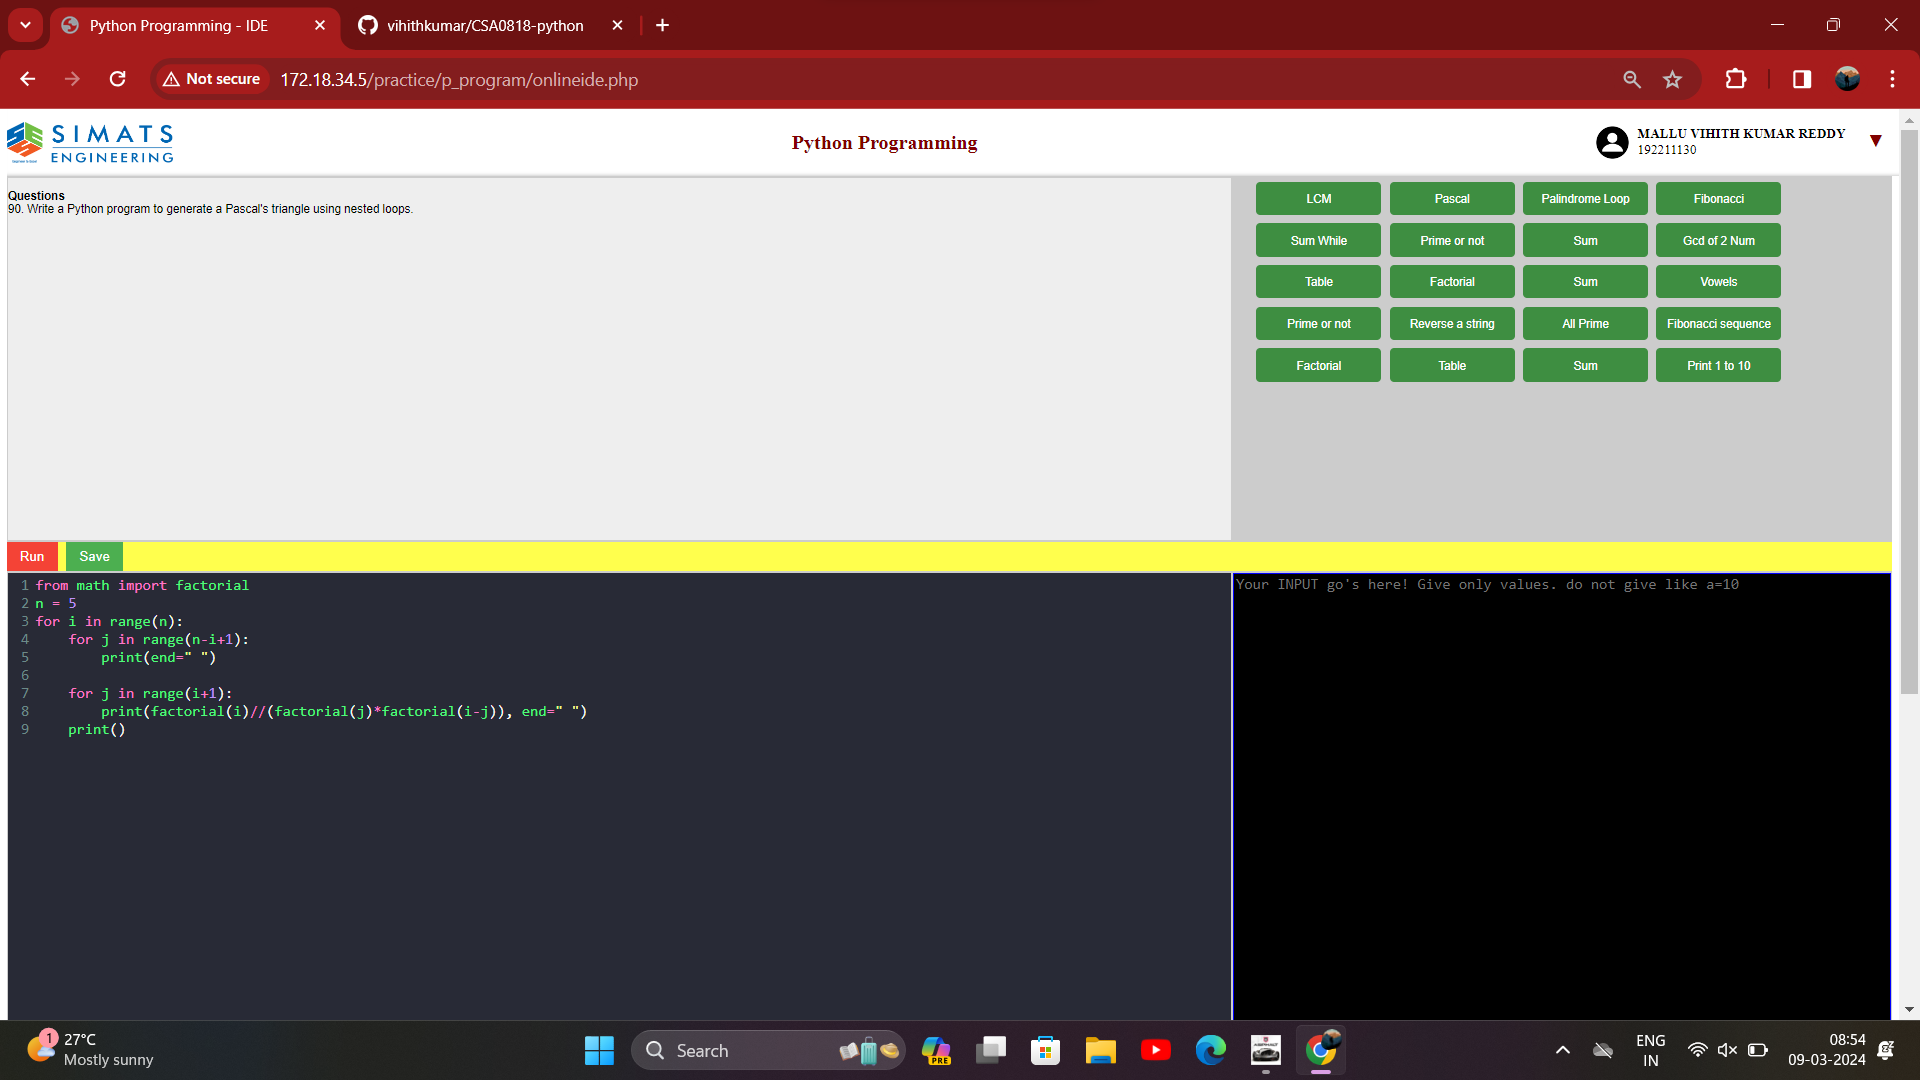 Python Programming - IDE
vihithkumar/CSA0818-python
Not secure
172.18.34.5/practice/p_program/onlineide.php
SIMATS
ENGINEERING
Python Programming
MALLU VIHITH KUMAR REDDY
192211130
Questions
90. Write a Python program to generate a Pascal's triangle using nested loops.
LCM Pascal Palindrome Loop Fibonacci
Sum While Prime or not Sum Gcd of 2 Num
Table Factorial Sum Vowels
Prime or not Reverse a string All Prime Fibonacci sequence
Factorial Table Sum Print 1 to 10
Run Save
1 from math import factorial
2 n = 5
3 for i in range(n):
4     for j in range(n-i+1):
5         print(end=" ")
6
7     for j in range(i+1):
8         print(factorial(i)//(factorial(j)*factorial(i-j)), end=" ")
9     print()
Your INPUT go's here! Give only values. do not give like a=10
1
27°C
Mostly sunny
Search
PRE
ENG
IN
08:54
09-03-2024